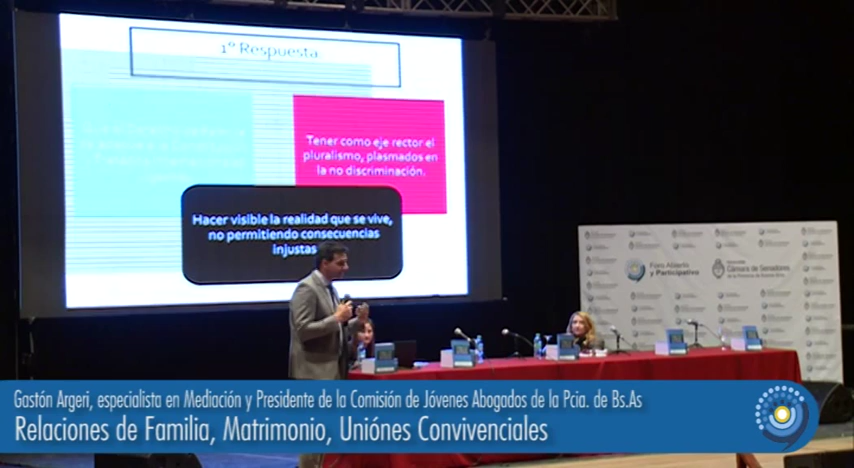 1º Respuesta
Tener como eje rector el
pluralismo, plasmados en
la no discriminación.
Hacer visible la realidad que se vive,
no permitiendo consecuencias
injustas
Foro Abierto
y Participativo
Cámara de Senadores
de la Provincia de Buenos Aires
Gastón Argeri, especialista en Mediación y Presidente de la Comisión de Jóvenes Abogados de la Pcia. de Bs.As
Relaciones de Familia, Matrimonio, Uniónes Convivenciales